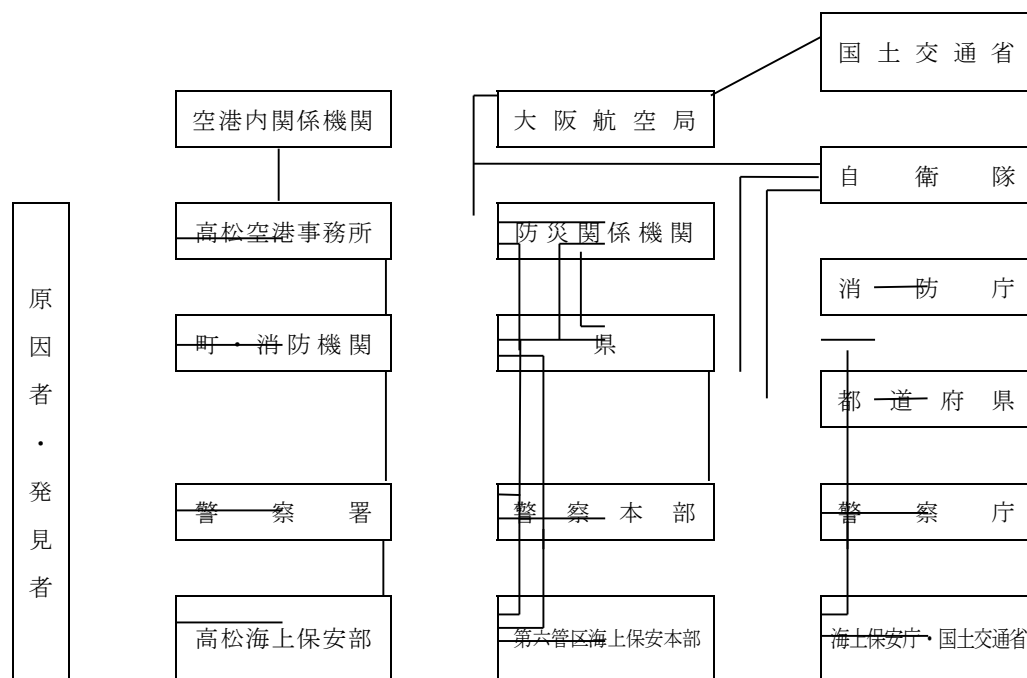 国土交通省
空港内関係機関
大阪航空局
自衛隊
高松空港事務所
防災関係機関
消防庁
原因者・発見者
町・消防機関
県
都道府県
警察署
警察本部
警察庁
高松海上保安部
第六管区海上保安本部
海上保安庁・国土交通省